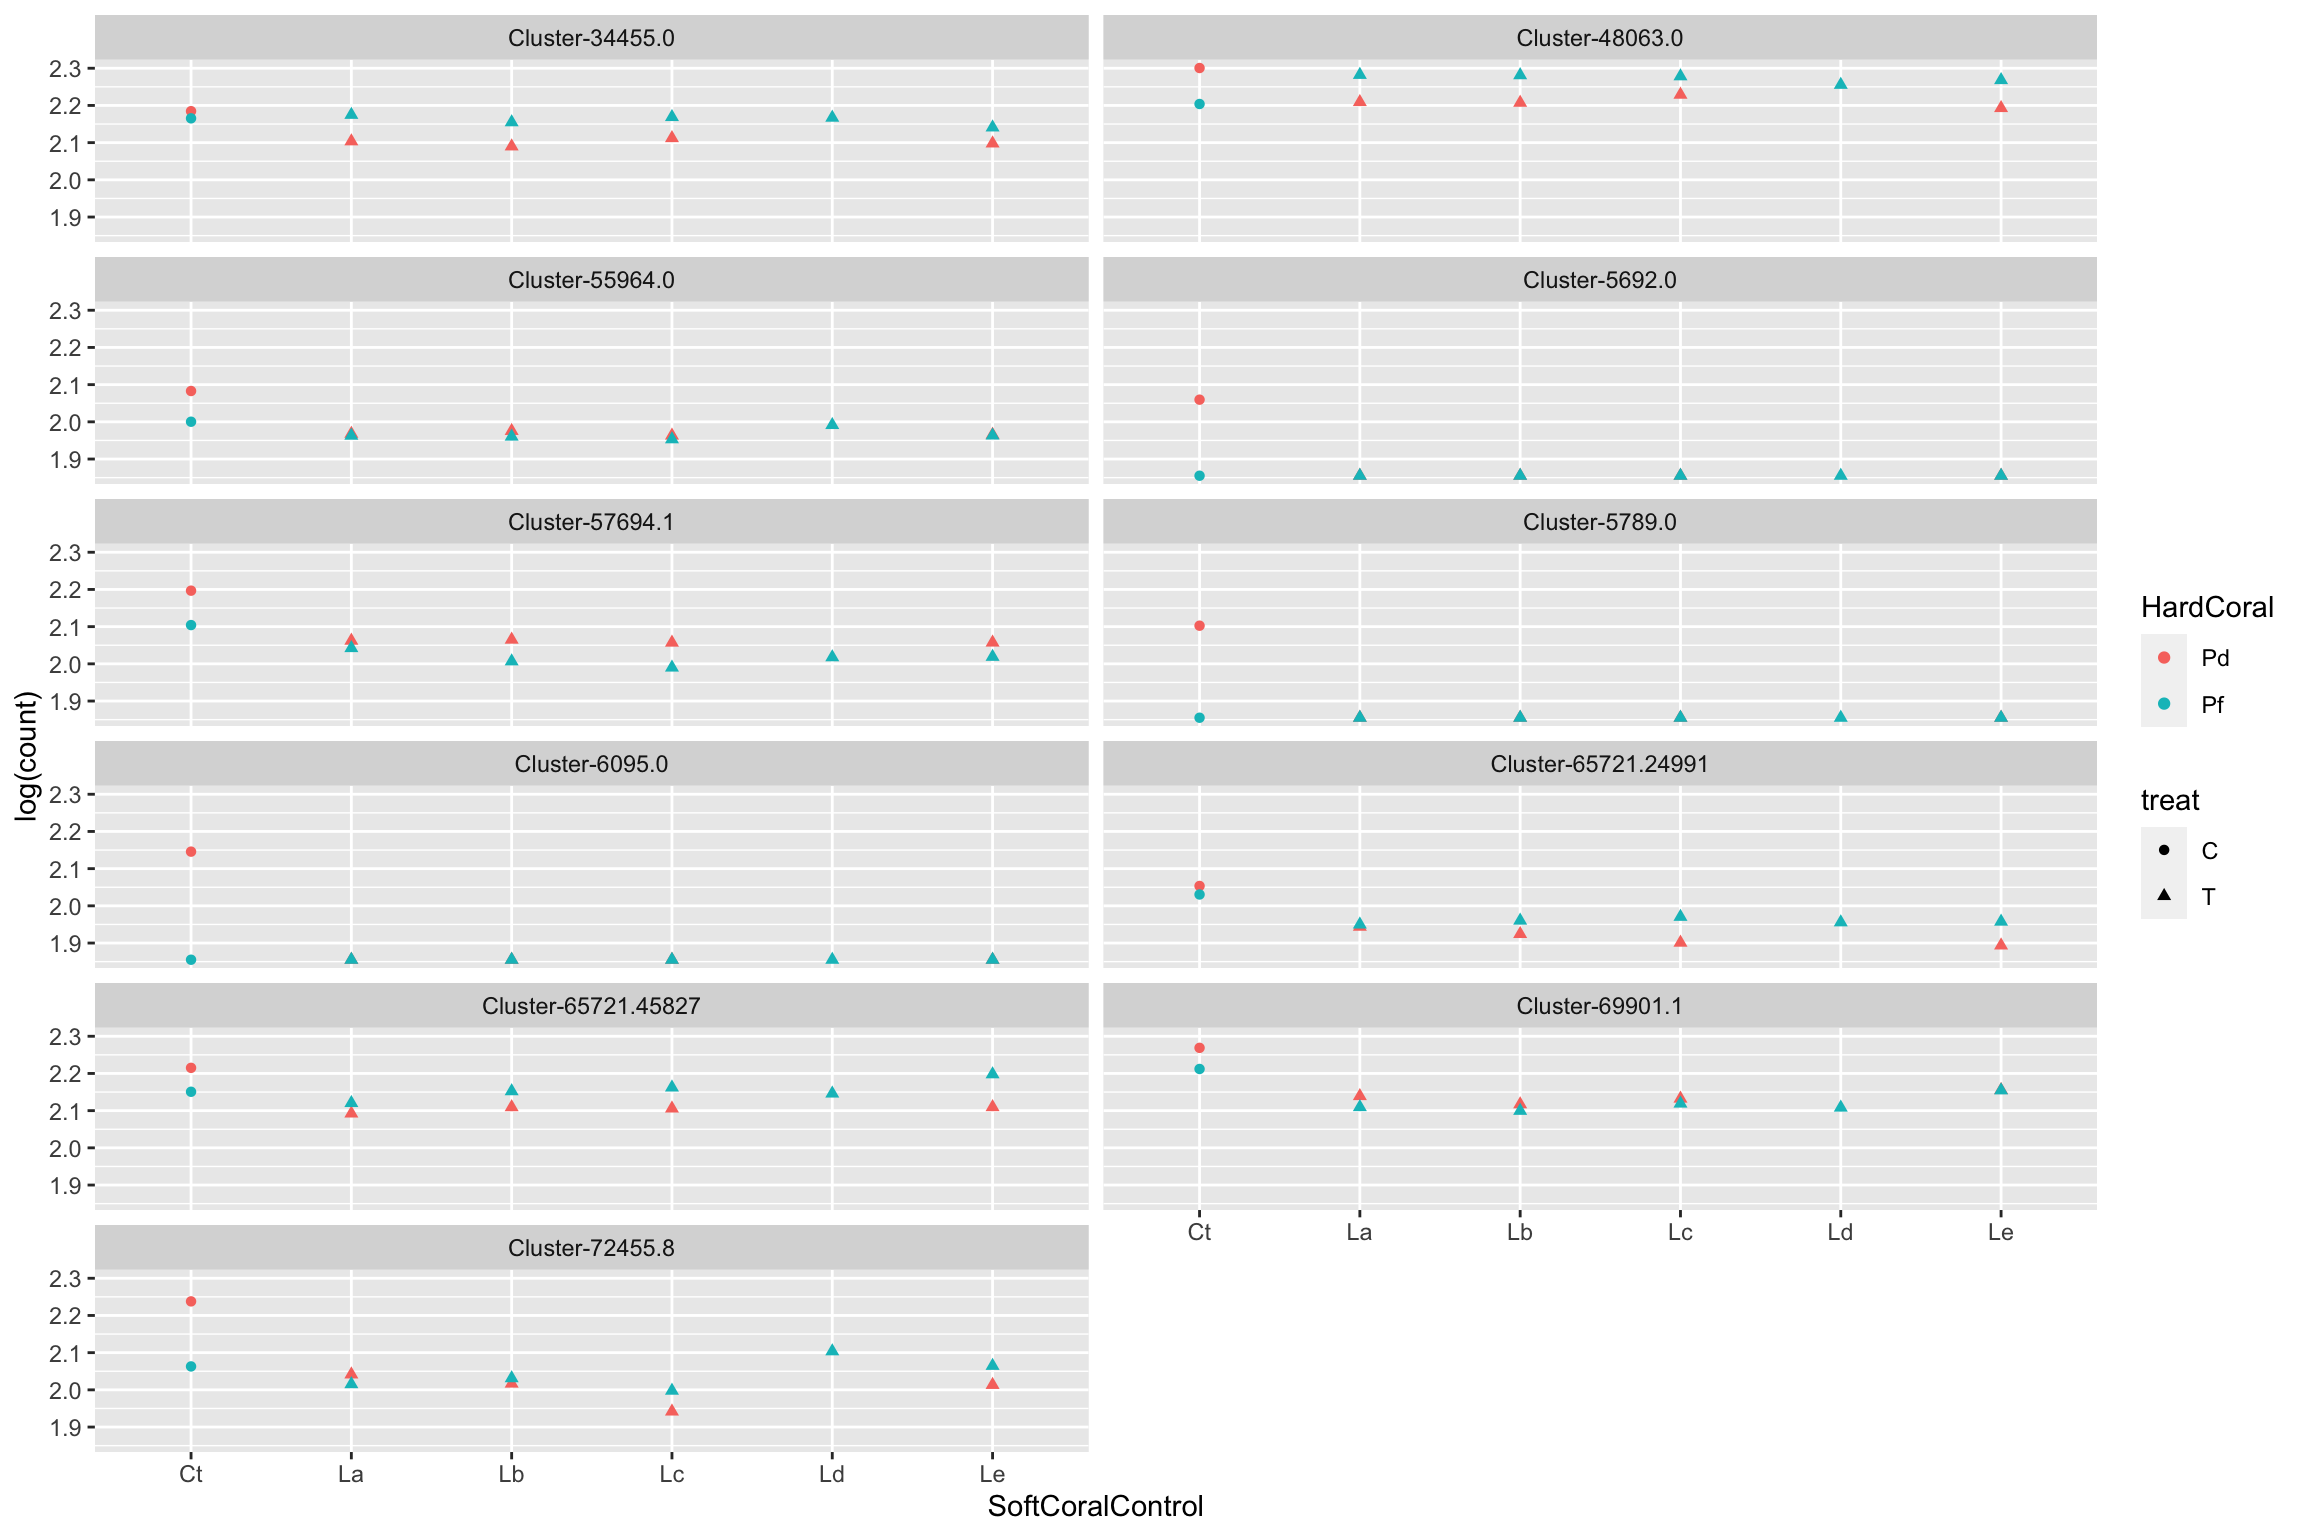 Cluster-34455.0
Cluster-48063.0
2.3
2.2
2.1
2.0
1.9
Cluster-55964.0
Cluster-5692.0
2.3
2.2
2.1
2.0
1.9
Cluster-57694.1
Cluster-5789.0
2.3
2.2
2.1
2.0
1.9
Cluster-6095.0
Cluster-65721.24991
2.3
2.2
2.1
2.0
1.9
Cluster-65721.45827
Cluster-69901.1
2.3
2.2
2.1
2.0
1.9
Ct La Lb Lc Ld Le
Cluster-72455.8
2.3
2.2
2.1
2.0
1.9
Ct La Lb Lc Ld Le
SoftCoralControl
log(count)
HardCoral
Pd
Pf
treat
C
T